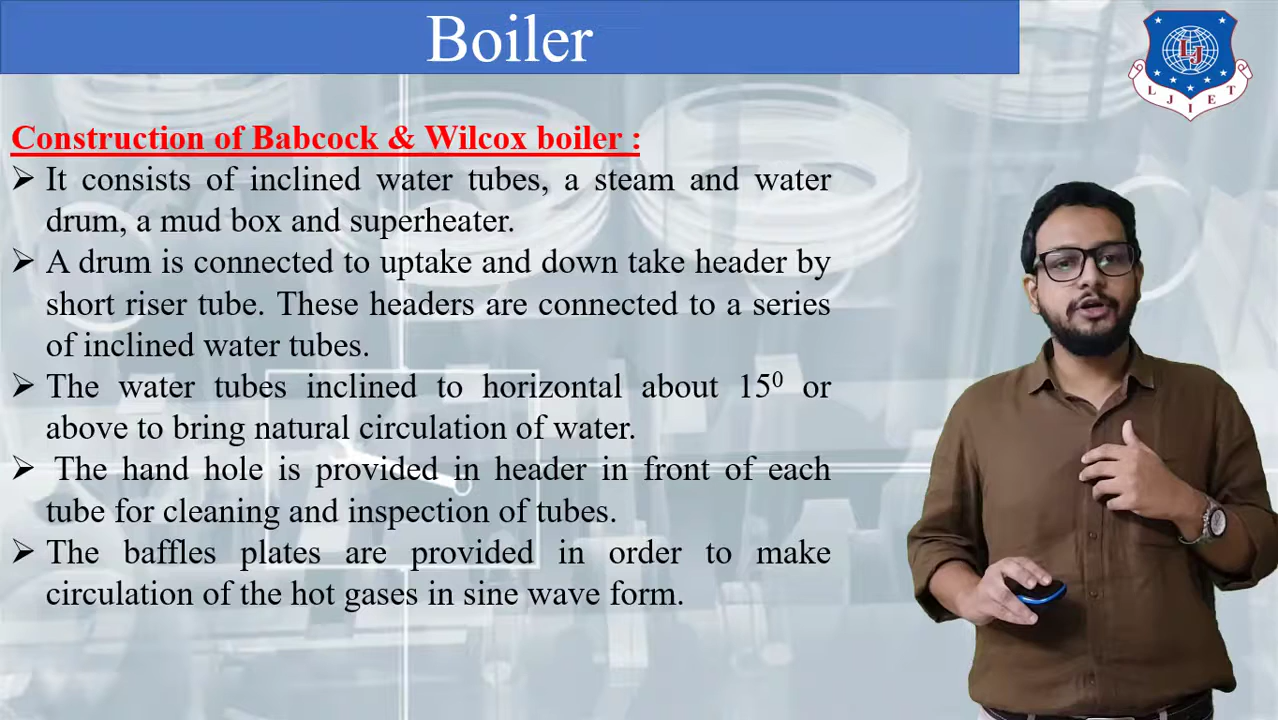 Boiler
LJ
L J I E T
Construction of Babcock & Wilcox boiler :
➢ It consists of inclined water tubes, a steam and water
drum, a mud box and superheater.
➢ A drum is connected to uptake and down take header by
short riser tube. These headers are connected to a series
of inclined water tubes.
➢ The water tubes inclined to horizontal about 15⁰ or
above to bring natural circulation of water.
➢ The hand hole is provided in header in front of each
tube for cleaning and inspection of tubes.
➢ The baffles plates are provided in order to make
circulation of the hot gases in sine wave form.